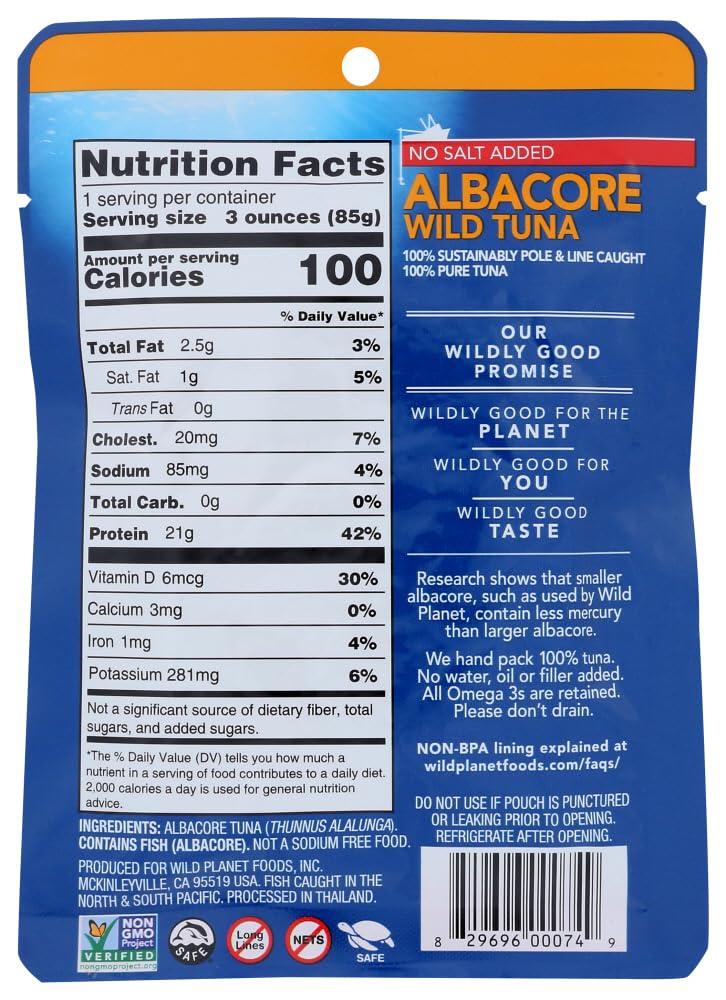 Nutrition Facts
1 serving per container
Serving size 3 ounces (85g)
Amount per serving
Calories 100
% Daily Value*
Total Fat 2.5g 3%
Sat. Fat 1g 5%
Trans Fat 0g
Cholest. 20mg 7%
Sodium 85mg 4%
Total Carb. 0g 0%
Protein 21g 42%
Vitamin D 6mcg 30%
Calcium 3mg 0%
Iron 1mg 4%
Potassium 281mg 6%
Not a significant source of dietary fiber, total
sugars, and added sugars.
*The % Daily Value (DV) tells you how much a
nutrient in a serving of food contributes to a daily diet.
2,000 calories a day is used for general nutrition
advice.
INGREDIENTS: ALBACORE TUNA (THUNNUS ALALUNGA).
CONTAINS FISH (ALBACORE). NOT A SODIUM FREE FOOD.
PRODUCED FOR WILD PLANET FOODS, INC.
MCKINLEYVILLE, CA 95519 USA. FISH CAUGHT IN THE
NORTH & SOUTH PACIFIC. PROCESSED IN THAILAND.
NON
GMO
Project
VERIFIED
nongmoproject.org
SAFE
Long
Lines
NETS
SAFE
NO SALT ADDED
ALBACORE
WILD TUNA
100% SUSTAINABLY POLE & LINE CAUGHT
100% PURE TUNA
OUR
WILDLY GOOD
PROMISE
WILDLY GOOD FOR THE
PLANET
WILDLY GOOD FOR
YOU
WILDLY GOOD
TASTE
Research shows that smaller
albacore, such as used by Wild
Planet, contain less mercury
than larger albacore.
We hand pack 100% tuna.
No water, oil or filler added.
All Omega 3s are retained.
Please don't drain.
NON-BPA lining explained at
wildplanetfoods.com/faqs/
DO NOT USE IF POUCH IS PUNCTURED
OR LEAKING PRIOR TO OPENING.
REFRIGERATE AFTER OPENING.
8 29696 00074 9